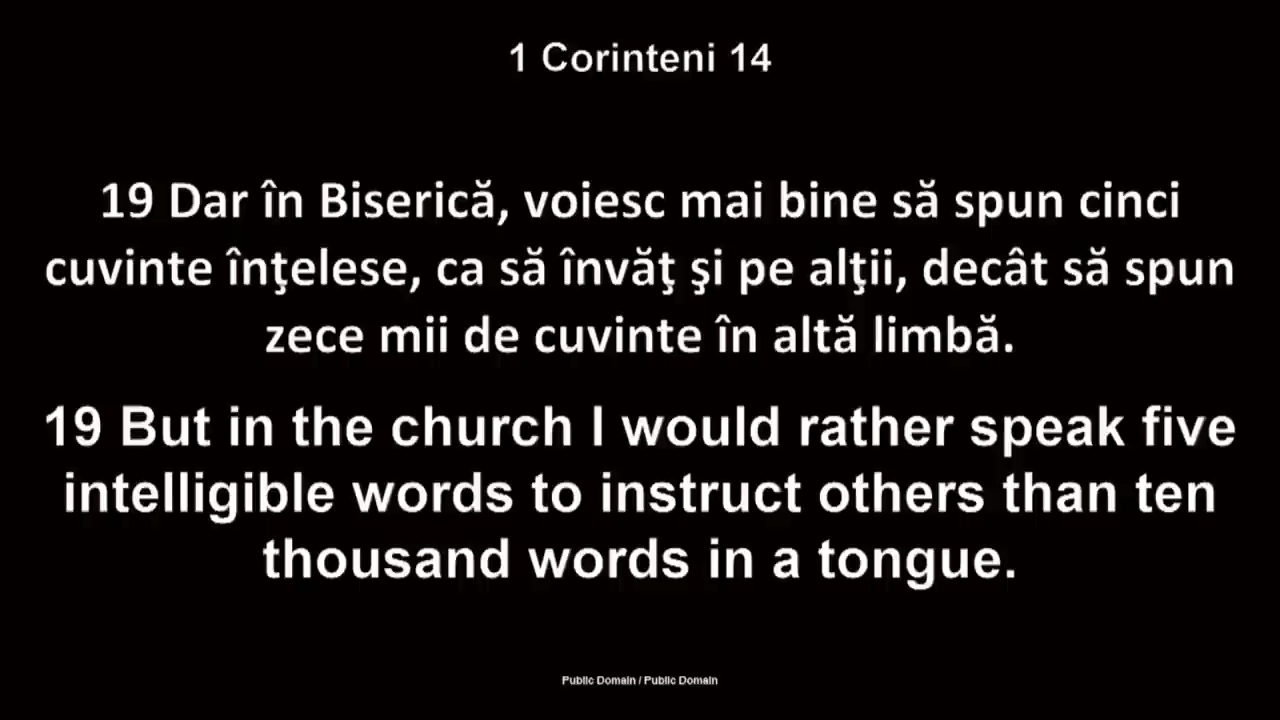 1 Corinteni 14
19 Dar în Biserică, voiesc mai bine să spun cinci
cuvinte înţelese, ca să învăţ şi pe alţii, decât să spun
zece mii de cuvinte în altă limbă.
19 But in the church I would rather speak five
intelligible words to instruct others than ten
thousand words in a tongue.
Public Domain / Public Domain